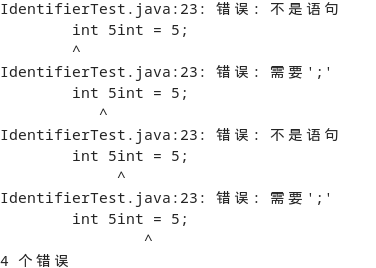 IdentifierTest.java:23: 错误: 不是语句
        int 5int = 5;
        ^
IdentifierTest.java:23: 错误: 需要';'
        int 5int = 5;
           ^
IdentifierTest.java:23: 错误: 不是语句
        int 5int = 5;
             ^
IdentifierTest.java:23: 错误: 需要';'
        int 5int = 5;
                ^
4 个错误